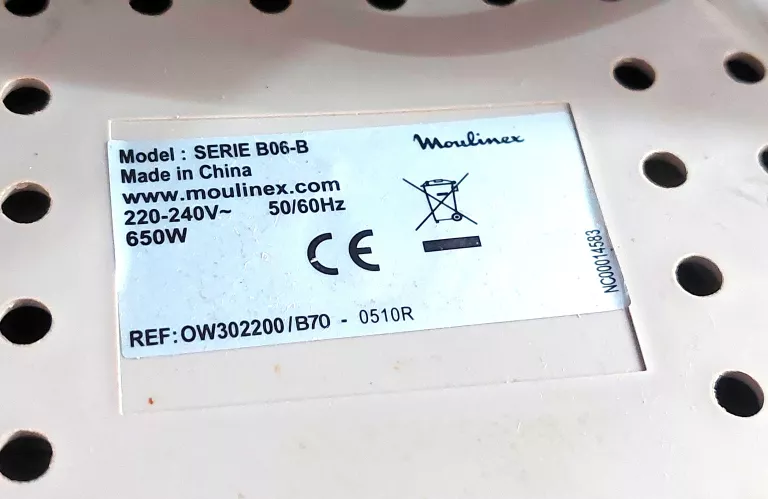 Moulinex
Model : SERIE B06-B
Made in China
www.moulinex.com
220-240V~ 50/60Hz
650W
CE
NC00014583
REF:OW302200/B70 - 0510R